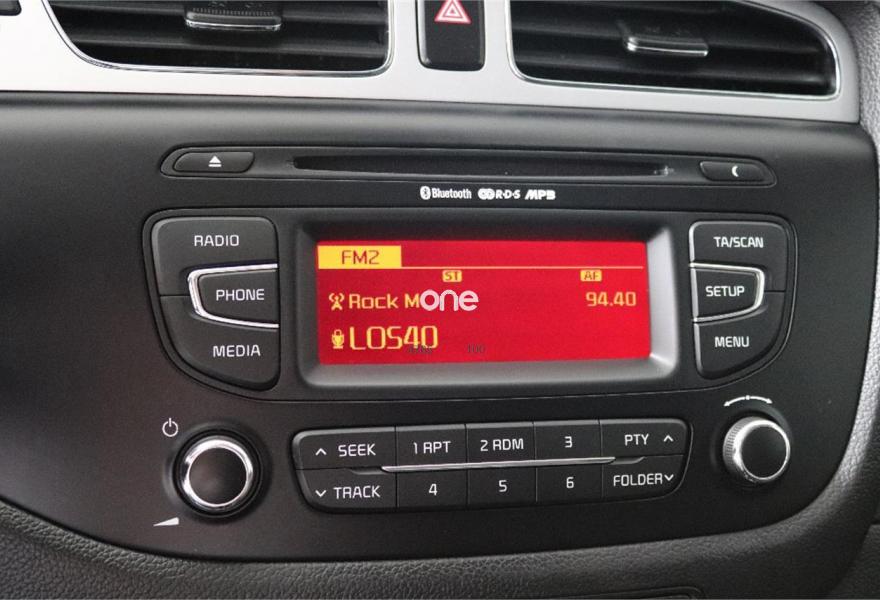 Bluetooth R·D·S MP3
RADIO
PHONE
MEDIA
FM2
ST AF
Rock M 94.40
one
LOS40
100
TA/SCAN
SETUP
MENU
SEEK 1 RPT 2 RDM 3 PTY
TRACK 4 5 6 FOLDER